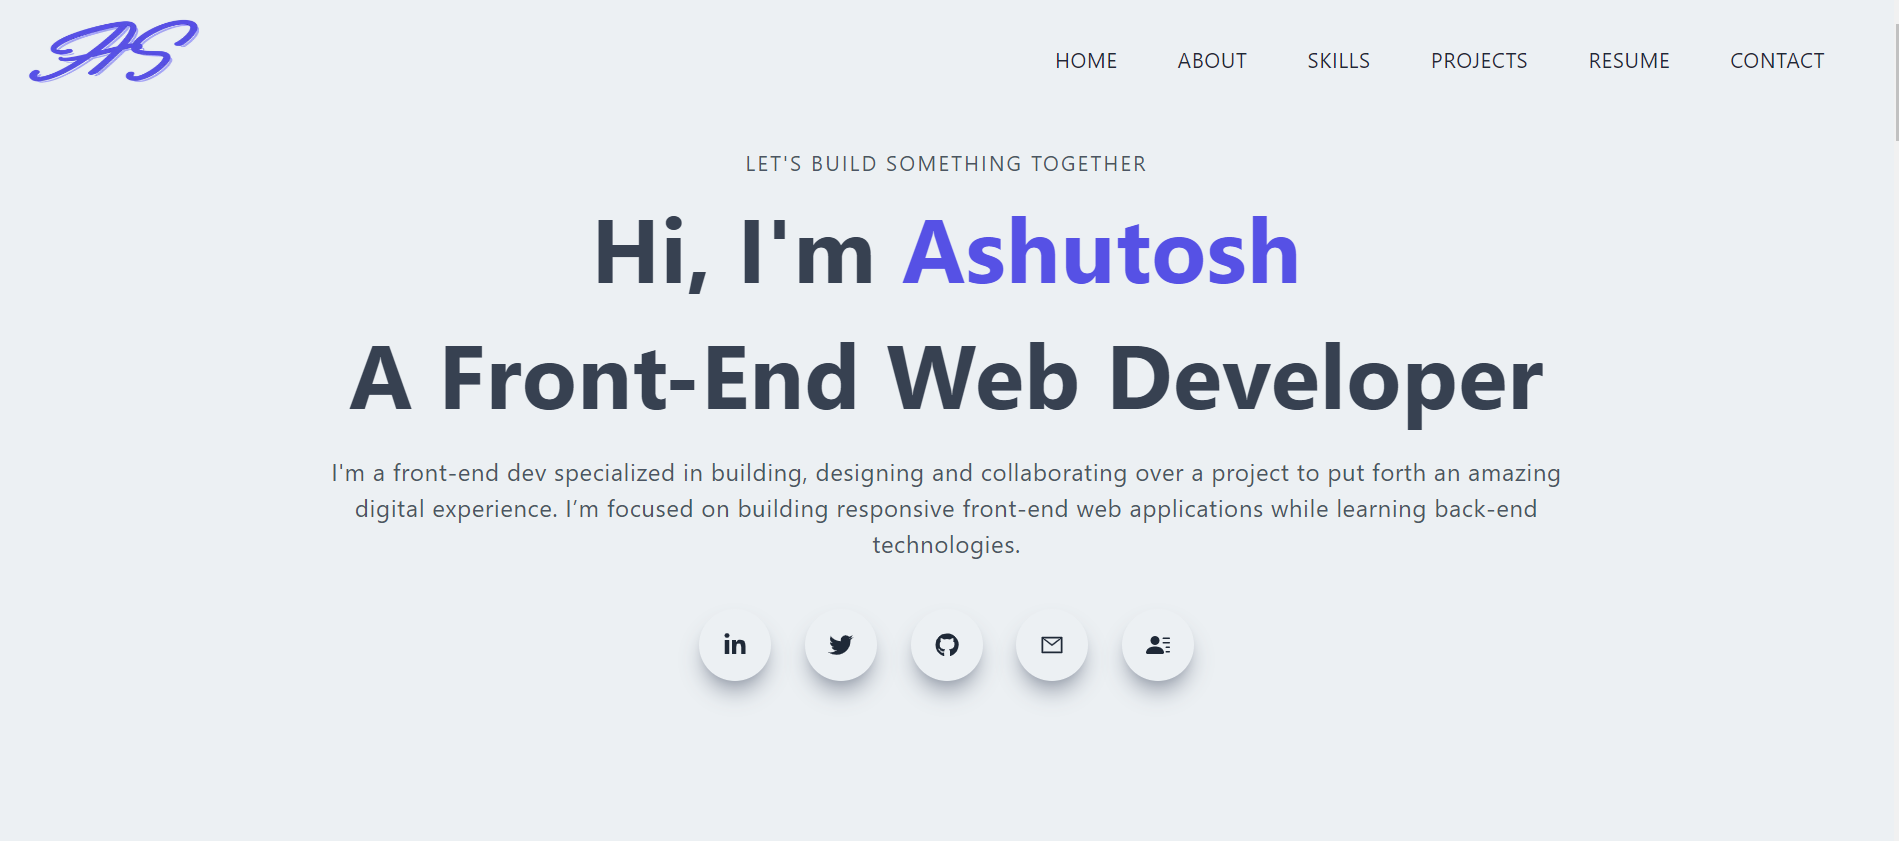 AS
HOME ABOUT SKILLS PROJECTS RESUME CONTACT
LET'S BUILD SOMETHING TOGETHER
Hi, I'm Ashutosh
A Front-End Web Developer
I'm a front-end dev specialized in building, designing and collaborating over a project to put forth an amazing
digital experience. I’m focused on building responsive front-end web applications while learning back-end
technologies.
in